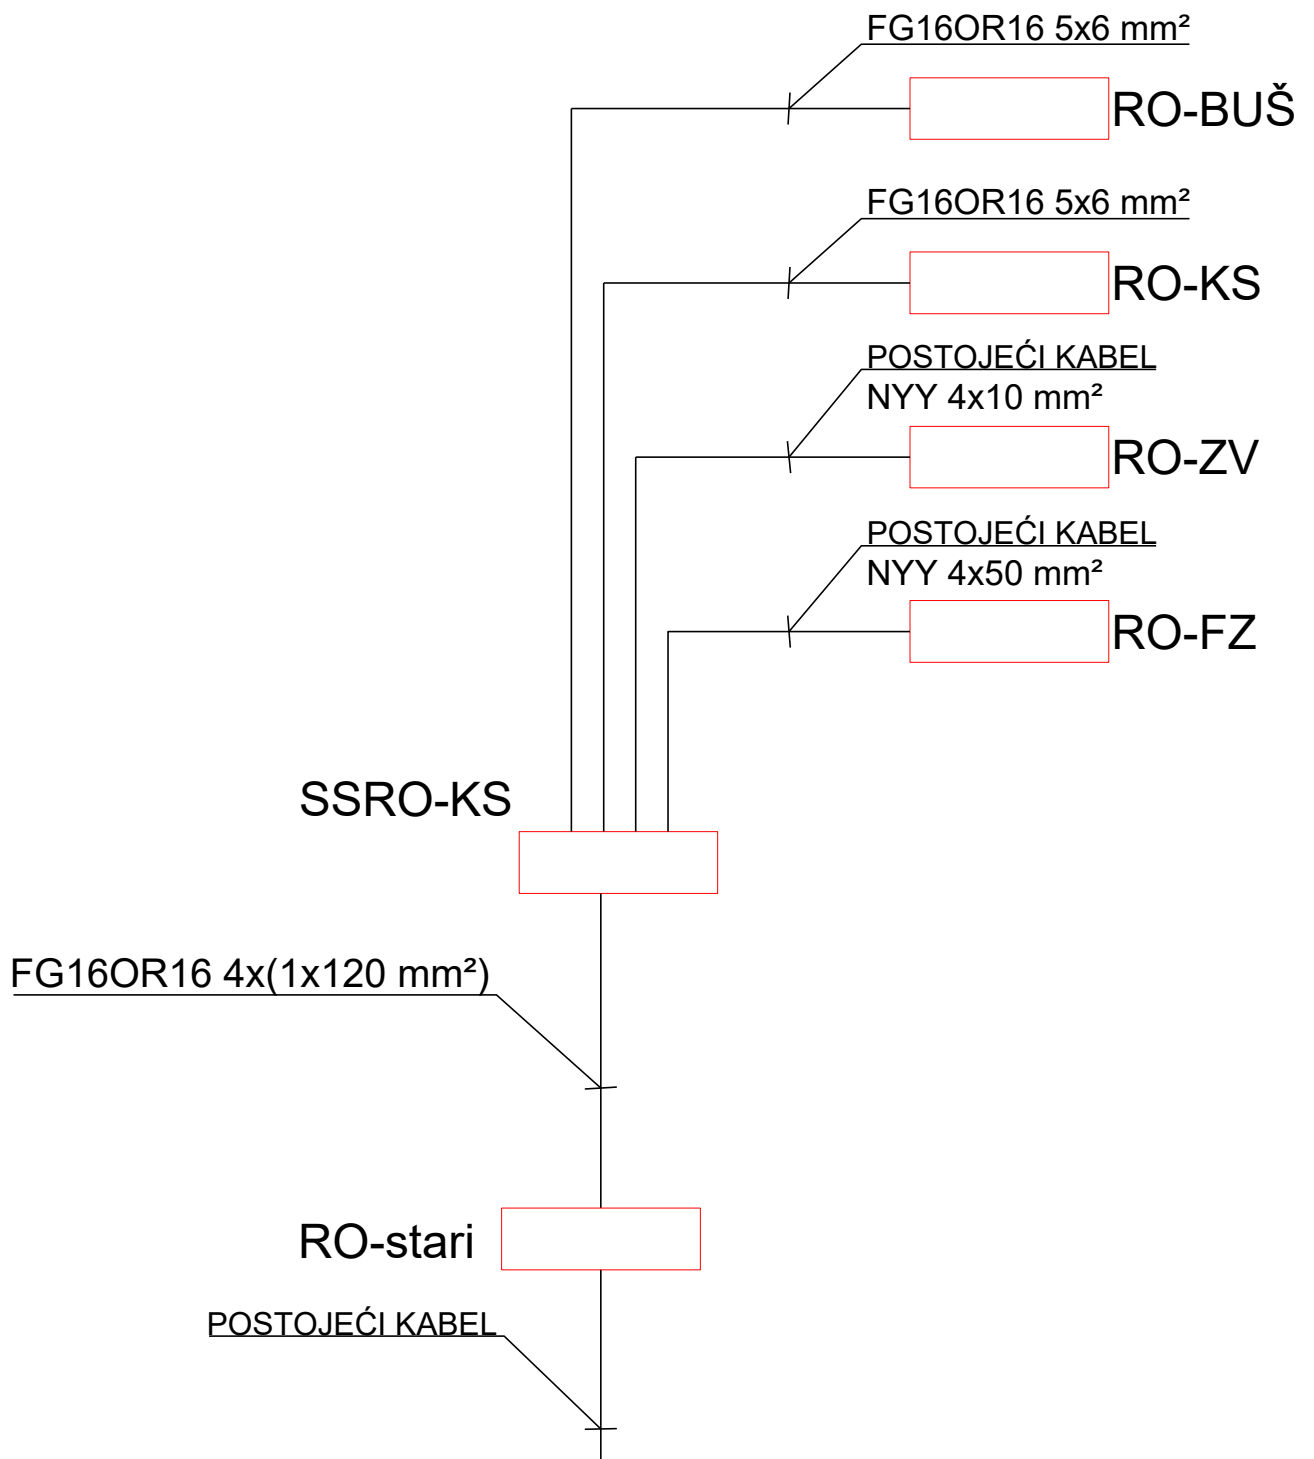 FG16OR16 5x6 mm²
RO-BUŠ
FG16OR16 5x6 mm²
RO-KS
POSTOJEĆI KABEL
NYY 4x10 mm²
RO-ZV
POSTOJEĆI KABEL
NYY 4x50 mm²
RO-FZ
SSRO-KS
FG16OR16 4x(1x120 mm²)
RO-stari
POSTOJEĆI KABEL